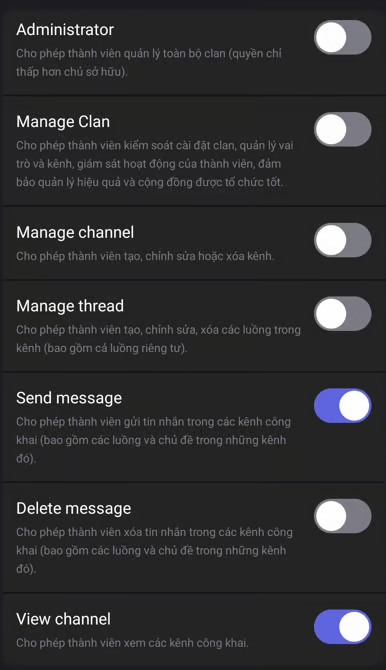 Administrator
Cho phép thành viên quản lý toàn bộ clan (quyền chỉ
thấp hơn chủ sở hữu).
Manage Clan
Cho phép thành viên kiểm soát cài đặt clan, quản lý vai
trò và kênh, giám sát hoạt động của thành viên, đảm
bảo quản lý hiệu quả và cộng đồng được tổ chức tốt.
Manage channel
Cho phép thành viên tạo, chỉnh sửa hoặc xóa kênh.
Manage thread
Cho phép thành viên tạo, chỉnh sửa, xóa các luồng trong
kênh (bao gồm cả luồng riêng tư).
Send message
Cho phép thành viên gửi tin nhắn trong các kênh công
khai (bao gồm các luồng và chủ đề trong những kênh
đó).
Delete message
Cho phép thành viên xóa tin nhắn trong các kênh công
khai (bao gồm các luồng và chủ đề trong những kênh
đó).
View channel
Cho phép thành viên xem các kênh công khai.